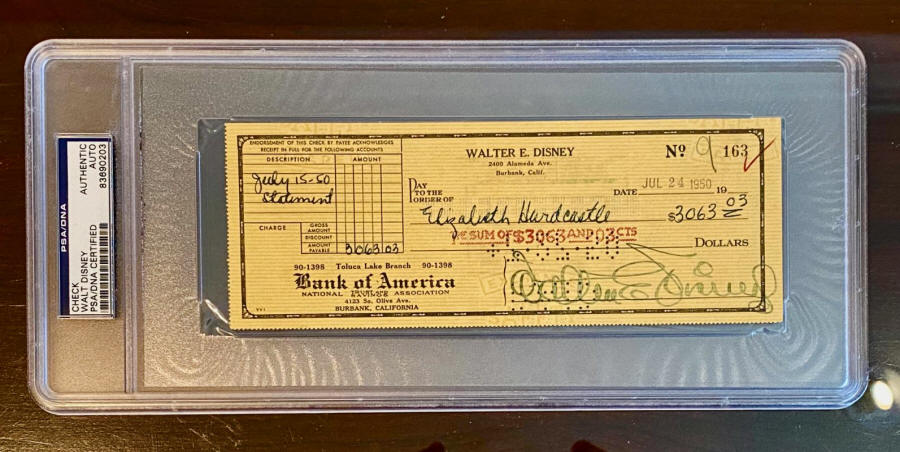 PSA/DNA
CHECK
WALT DISNEY
PSA/DNA CERTIFIED
AUTHENTIC
AUTO
83690203
ENDORSEMENT OF THIS CHECK BY PAYEE ACKNOWLEDGES
RECEIPT IN FULL FOR THE FOLLOWING ACCOUNTS
DESCRIPTION AMOUNT
July 15-50
Statement
CHARGE
GROSS AMOUNT
DISCOUNT
AMOUNT PAYABLE 3063 03
90-1398 Toluca Lake Branch 90-1398
Bank of America
NATIONAL TRUST AND SAVINGS ASSOCIATION
4123 So. Olive Ave.
BURBANK, CALIFORNIA
WALTER E. DISNEY
2400 Alameda Ave.
Burbank, Calif.
Nº 9 163
DATE JUL 24 1950 19
PAY
TO THE
ORDER OF Elizabeth Hardcastle $3063 03
THE SUM OF $3063 AND 03 CTS
DOLLARS